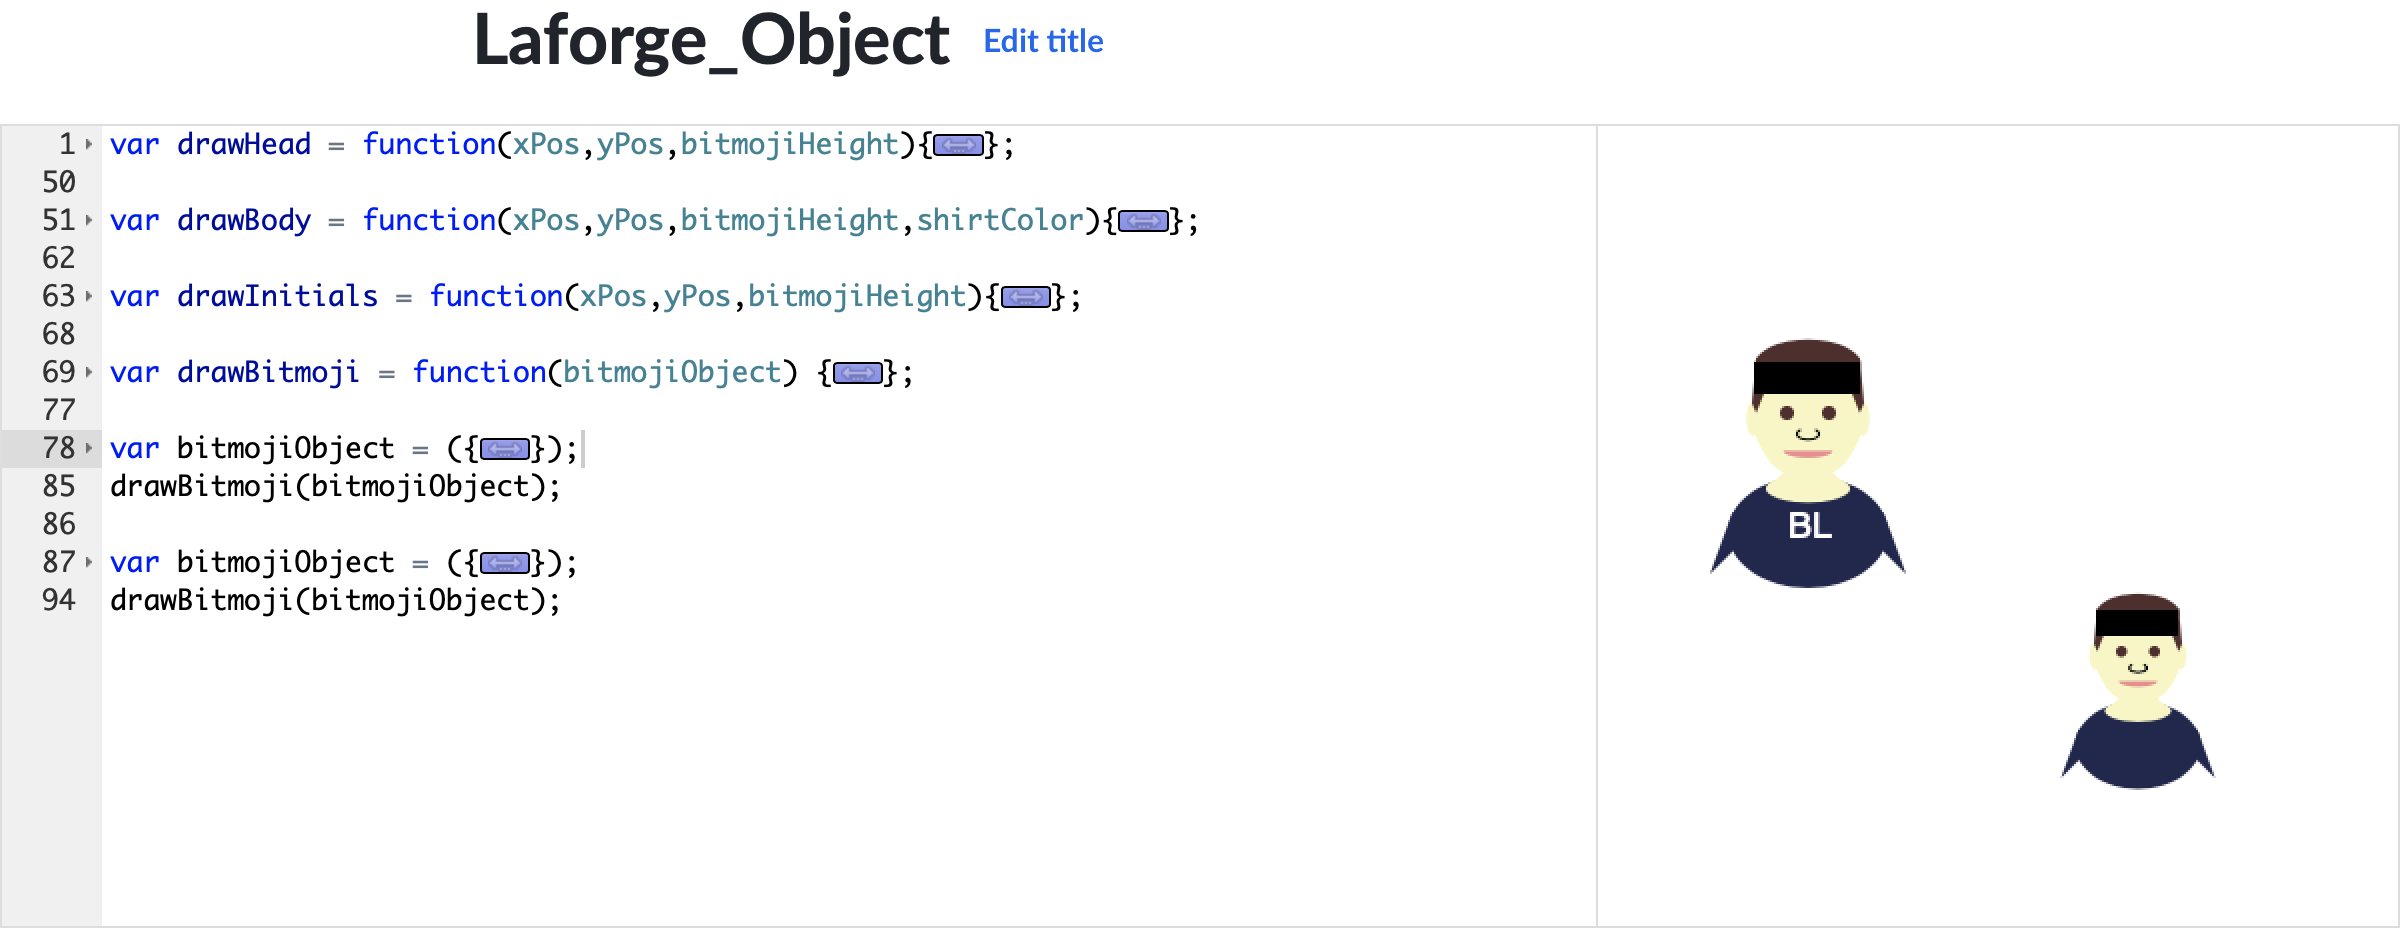 Laforge_Object Edit title
1 var drawHead = function(xPos,yPos,bitmojiHeight){};
50
51 var drawBody = function(xPos,yPos,bitmojiHeight,shirtColor){};
62
63 var drawInitials = function(xPos,yPos,bitmojiHeight){};
68
69 var drawBitmoji = function(bitmojiObject) {};
77
78 var bitmojiObject = ({});
85 drawBitmoji(bitmojiObject);
86
87 var bitmojiObject = ({});
94 drawBitmoji(bitmojiObject);
BL